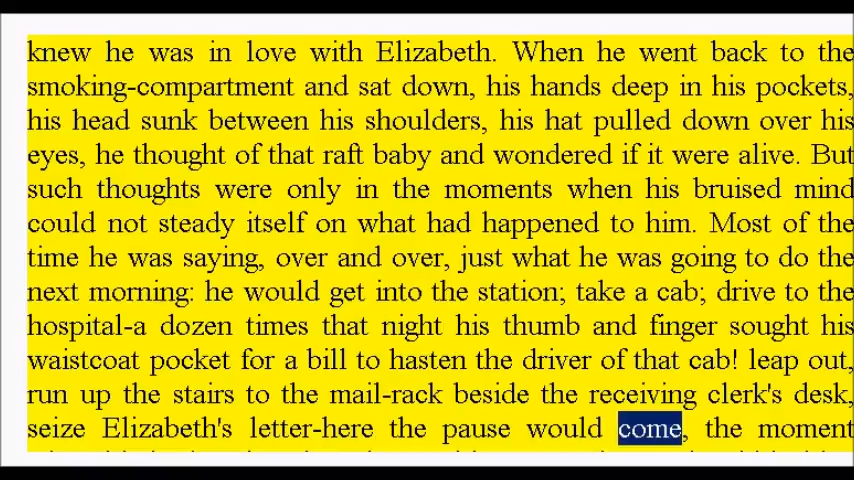 knew he was in love with Elizabeth. When he went back to the
smoking-compartment and sat down, his hands deep in his pockets,
his head sunk between his shoulders, his hat pulled down over his
eyes, he thought of that raft baby and wondered if it were alive. But
such thoughts were only in the moments when his bruised mind
could not steady itself on what had happened to him. Most of the
time he was saying, over and over, just what he was going to do the
next morning: he would get into the station; take a cab; drive to the
hospital-a dozen times that night his thumb and finger sought his
waistcoat pocket for a bill to hasten the driver of that cab! leap out,
run up the stairs to the mail-rack beside the receiving clerk's desk,
seize Elizabeth's letter-here the pause would come, the moment